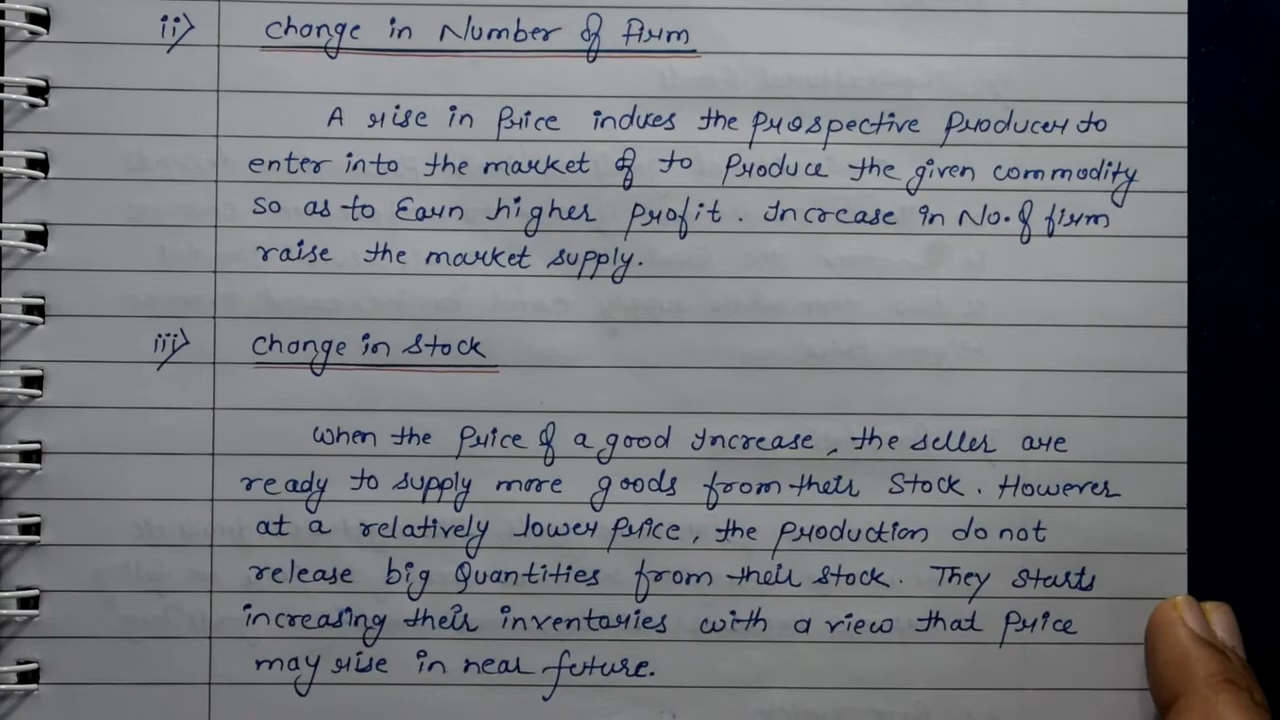 ii) Change in Number of firm
A rise in Price indues the prospective Producer to
enter into the market of to Produce the given commodity
so as to Earn higher Profit. Increase in No. of firm
raise the market supply.
iii) Change in Stock
When the Price of a good Increase, the seller are
ready to supply more goods from their Stock. However
at a relatively lower price, the production do not
release big Quantities from their stock. They starts
increasing their inventories with a view that Price
may rise in near future.